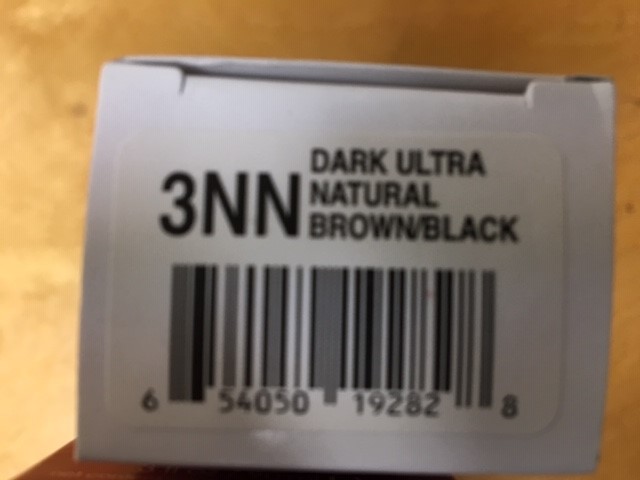 3NN
DARK ULTRA
NATURAL
BROWN/BLACK
6 54050 19282 8